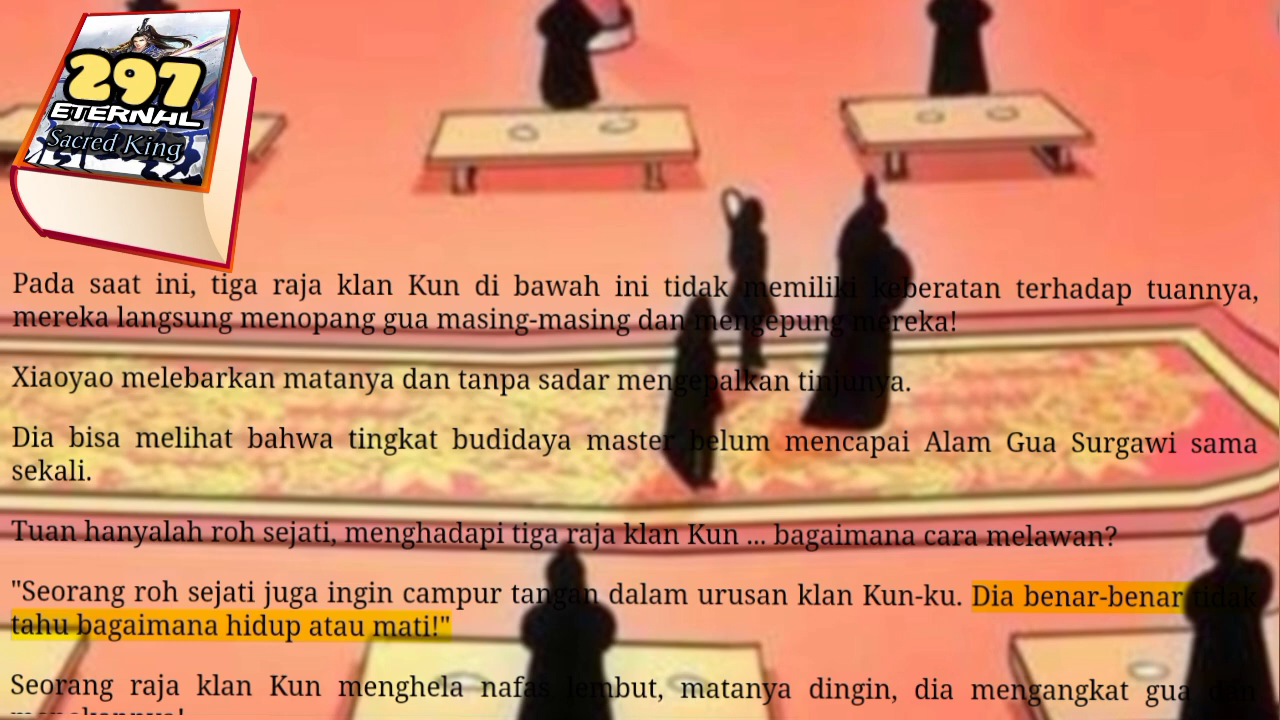 297
ETERNAL
Sacred King
Pada saat ini, tiga raja klan Kun di bawah ini tidak memiliki keberatan terhadap tuannya,
mereka langsung menopang gua masing-masing dan mengepung mereka!
Xiaoyao melebarkan matanya dan tanpa sadar mengepalkan tinjunya.
Dia bisa melihat bahwa tingkat budidaya master belum mencapai Alam Gua Surgawi sama
sekali.
Tuan hanyalah roh sejati, menghadapi tiga raja klan Kun ... bagaimana cara melawan?
"Seorang roh sejati juga ingin campur tangan dalam urusan klan Kun-ku. Dia benar-benar tidak
tahu bagaimana hidup atau mati!"
Seorang raja klan Kun menghela nafas lembut, matanya dingin, dia mengangkat gua dan